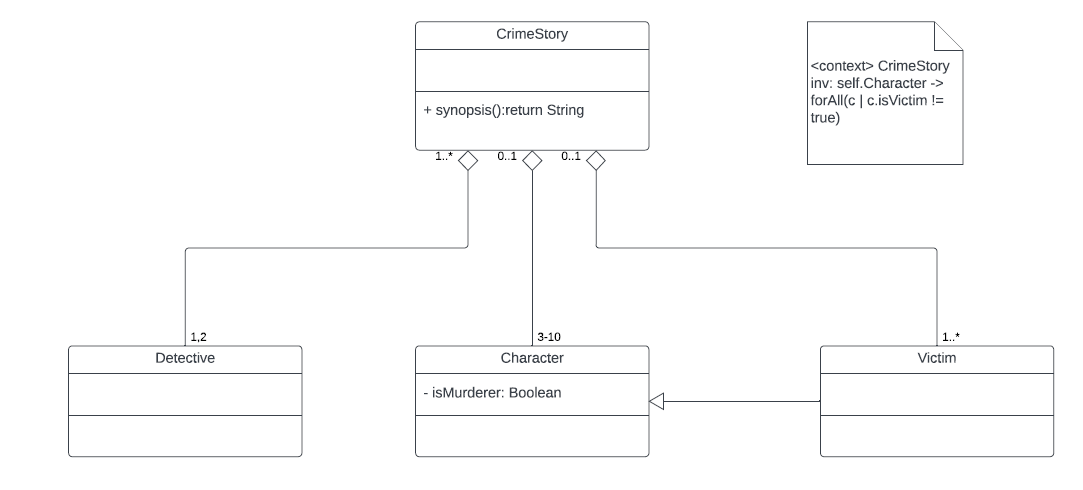 CrimeStory
+ synopsis():return String
<context> CrimeStory
inv: self.Character ->
forAll(c | c.isVictim !=
true)
1..*
0..1
0..1
1,2
3-10
1..*
Detective
Character
- isMurderer: Boolean
Victim